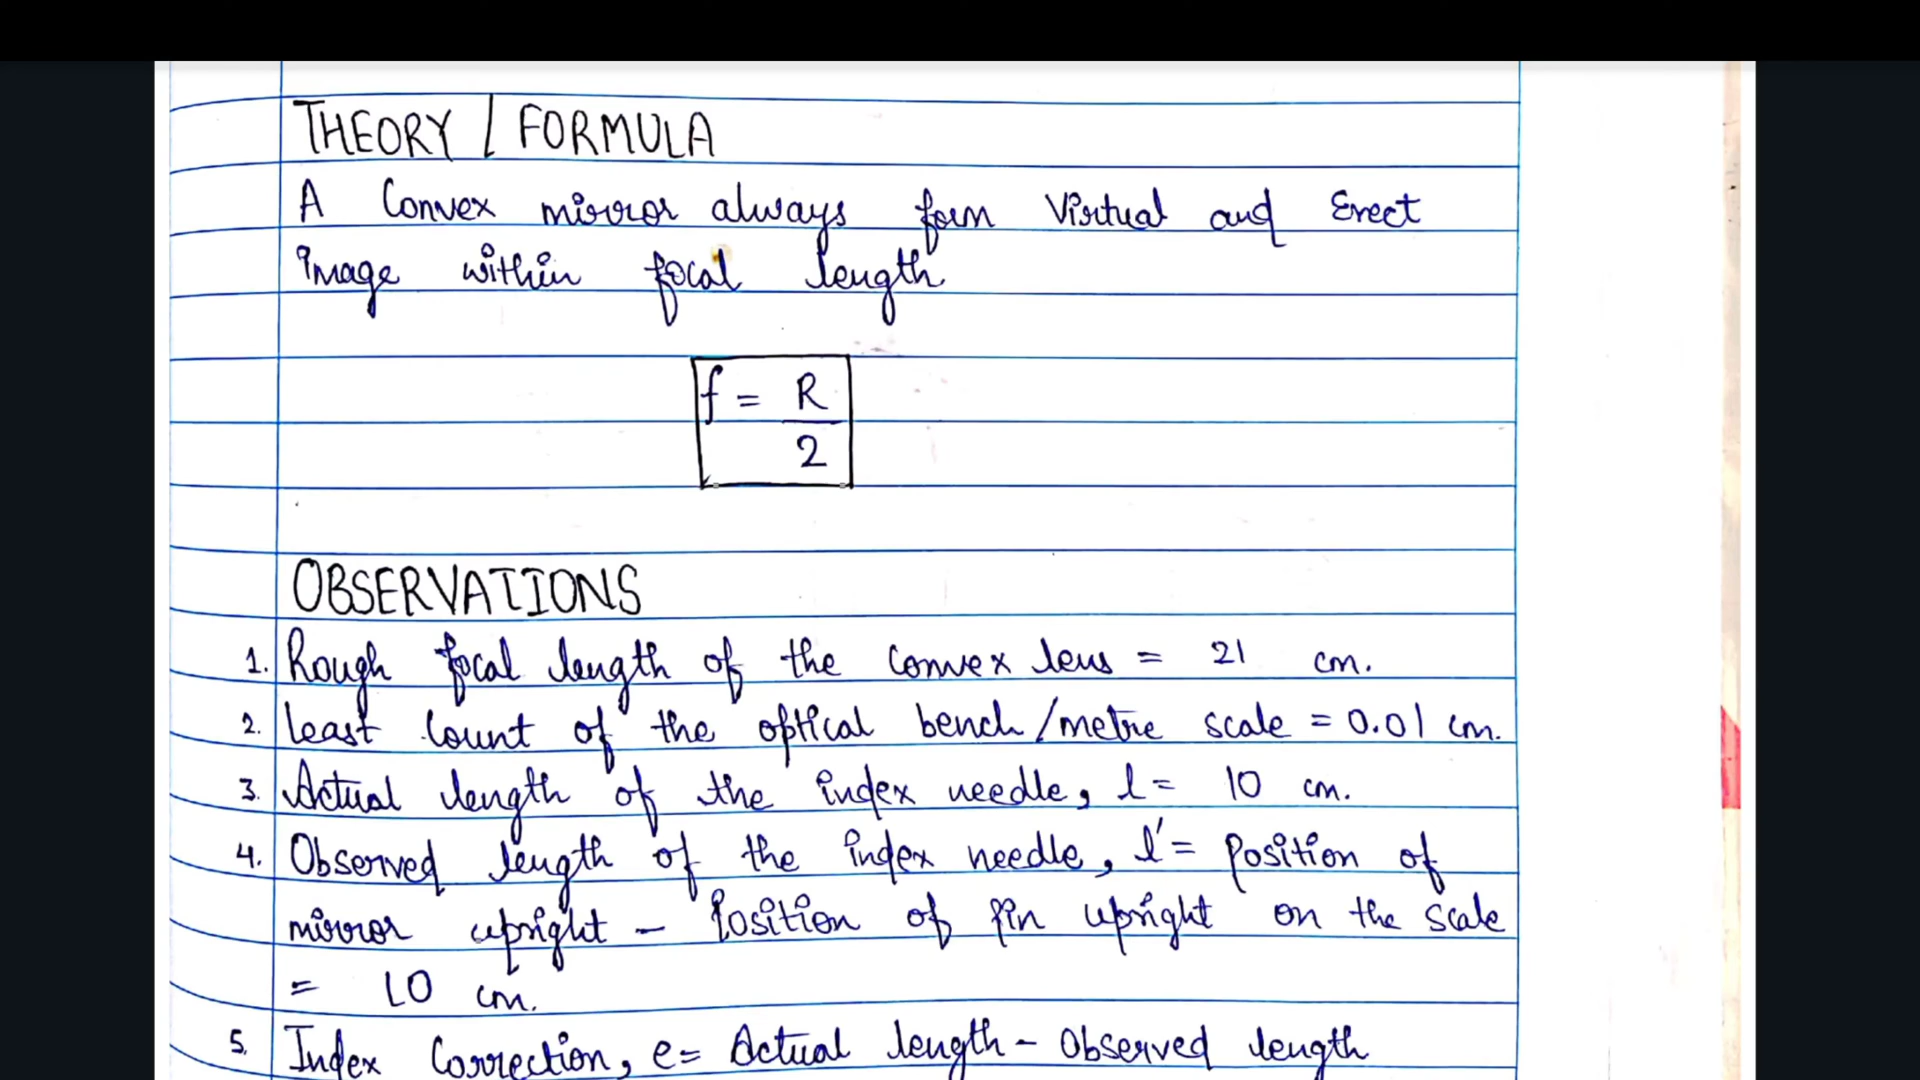 THEORY / FORMULA
A Convex mirror always form Virtual and Erect
image within focal length
f = R
2
OBSERVATIONS
1. Rough focal length of the convex lens = 21 cm.
2. Least Count of the optical bench/metre scale = 0.01 cm.
3. Actual length of the index needle, l = 10 cm.
4. Observed length of the index needle, l' = Position of
mirror upright - Position of pin upright on the scale
= 10 cm.
5. Index Correction, e = Actual length - Observed length